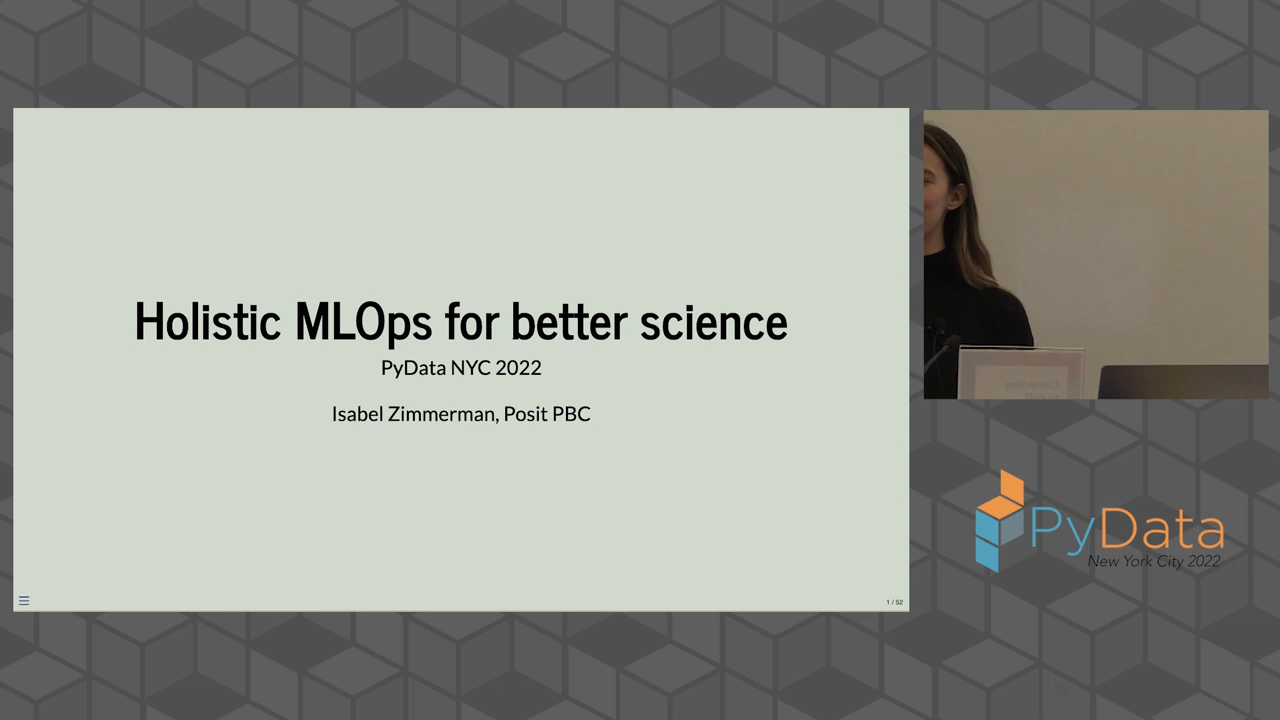 Holistic MLOps for better science
PyData NYC 2022
Isabel Zimmerman, Posit PBC
1 / 52
PyData
New York City 2022